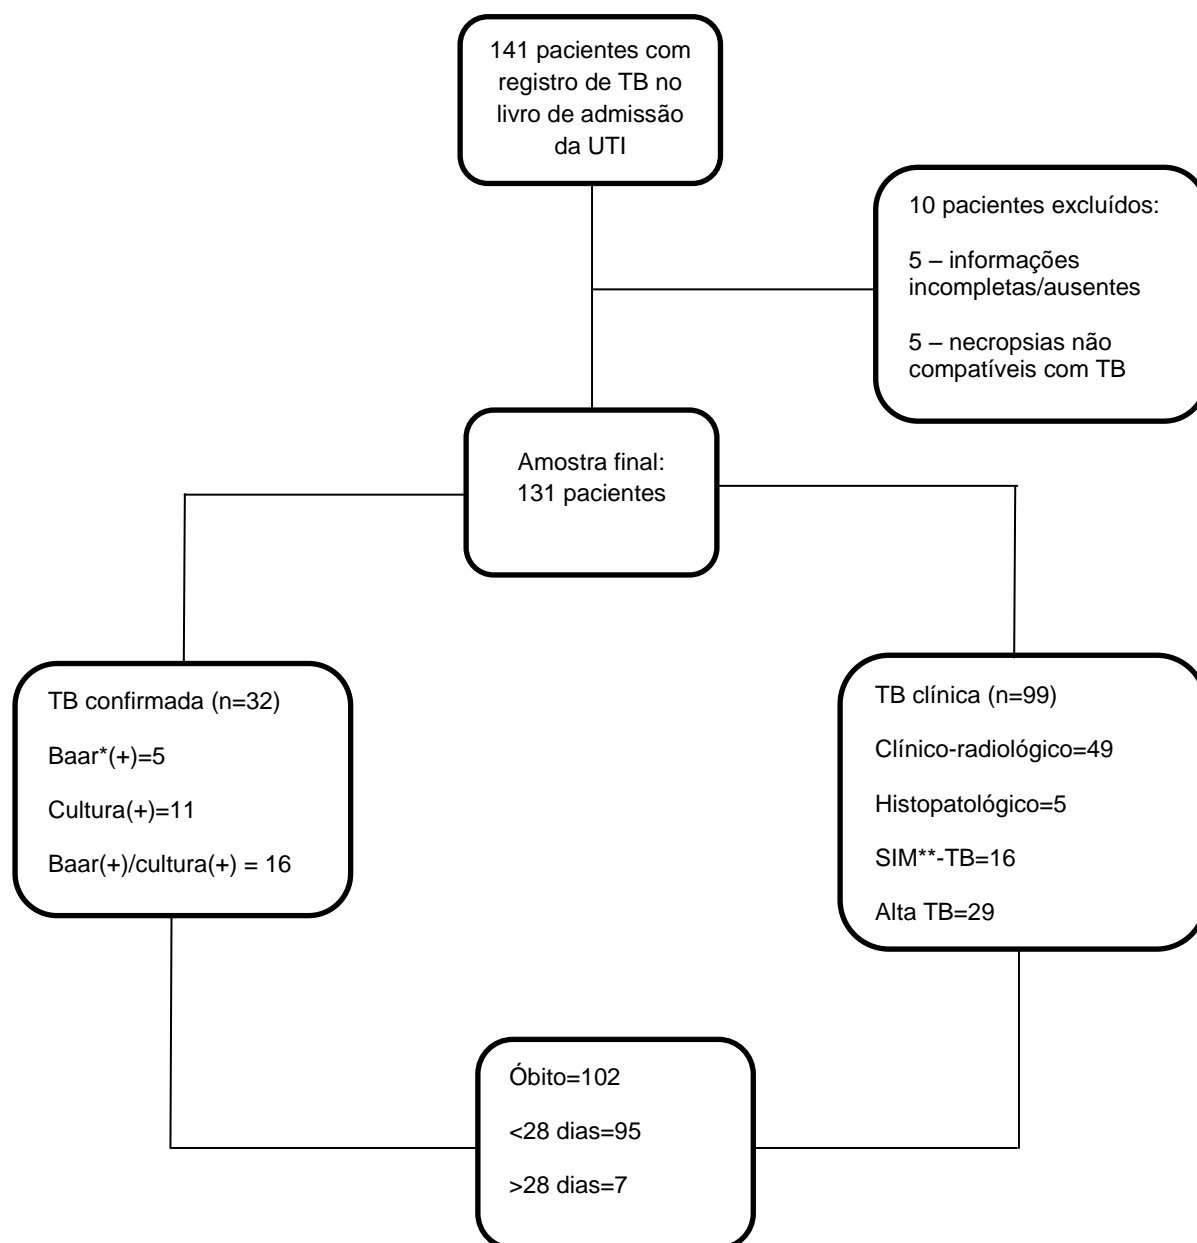 141 pacientes com
registro de TB no
livro de admissão
da UTI
10 pacientes excluídos:
5 – informações
incompletas/ausentes
5 – necropsias não
compatíveis com TB
Amostra final:
131 pacientes
TB confirmada (n=32)
Baar*(+)=5
Cultura(+)=11
Baar(+)/cultura(+) = 16
TB clínica (n=99)
Clínico-radiológico=49
Histopatológico=5
SIM**-TB=16
Alta TB=29
Óbito=102
<28 dias=95
>28 dias=7